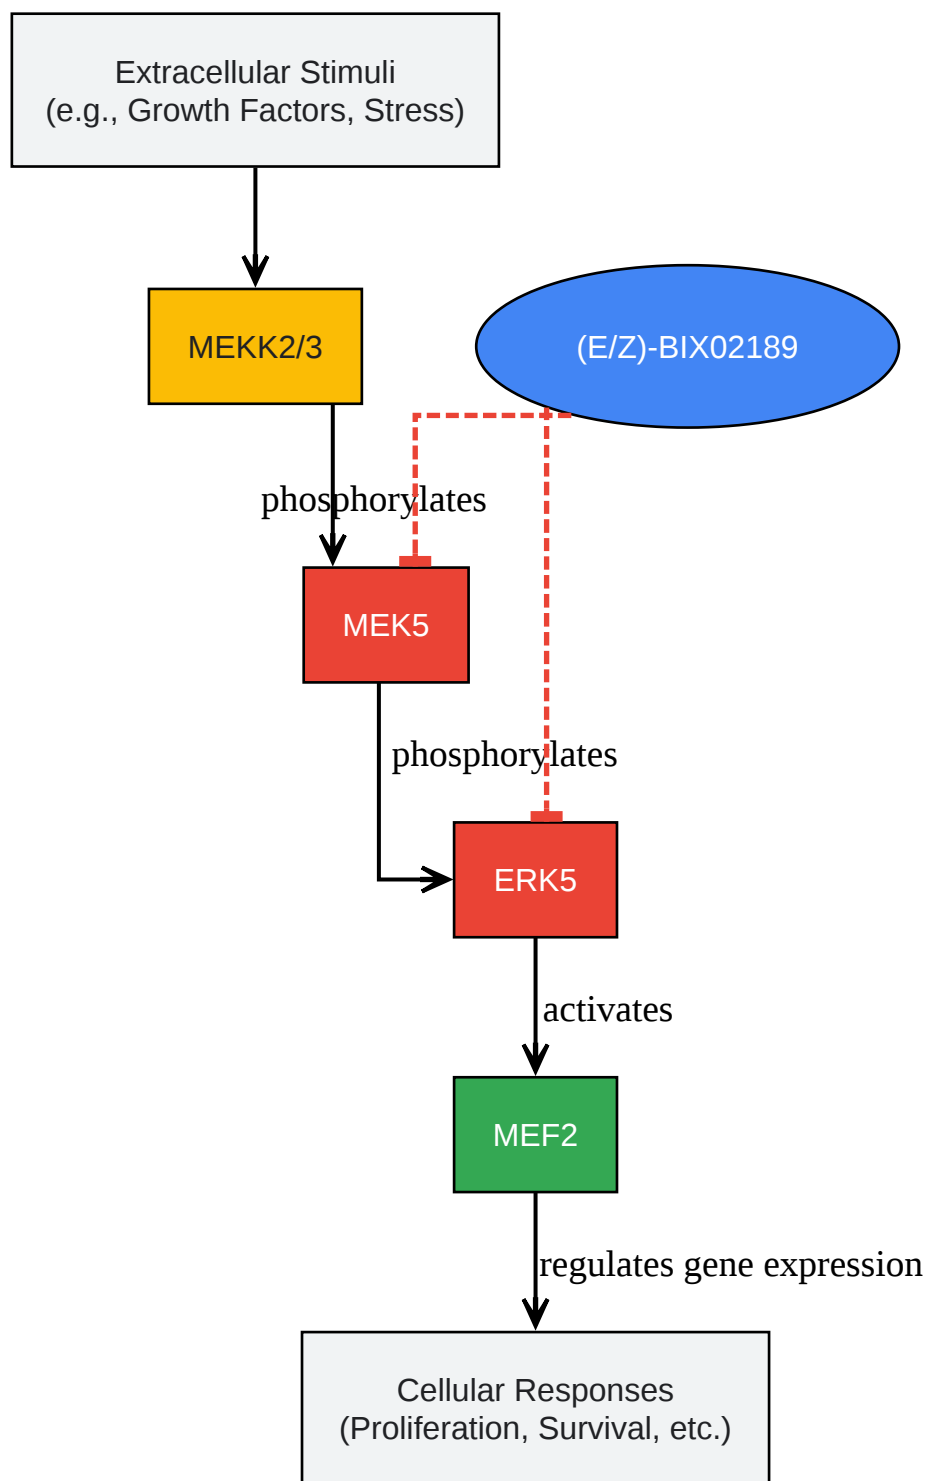 Extracellular Stimuli
(e.g., Growth Factors, Stress)
MEKK2/3
(E/Z)-BIX02189
phosphorylates
MEK5
phosphorylates
ERK5
activates
MEF2
regulates gene expression
Cellular Responses
(Proliferation, Survival, etc.)